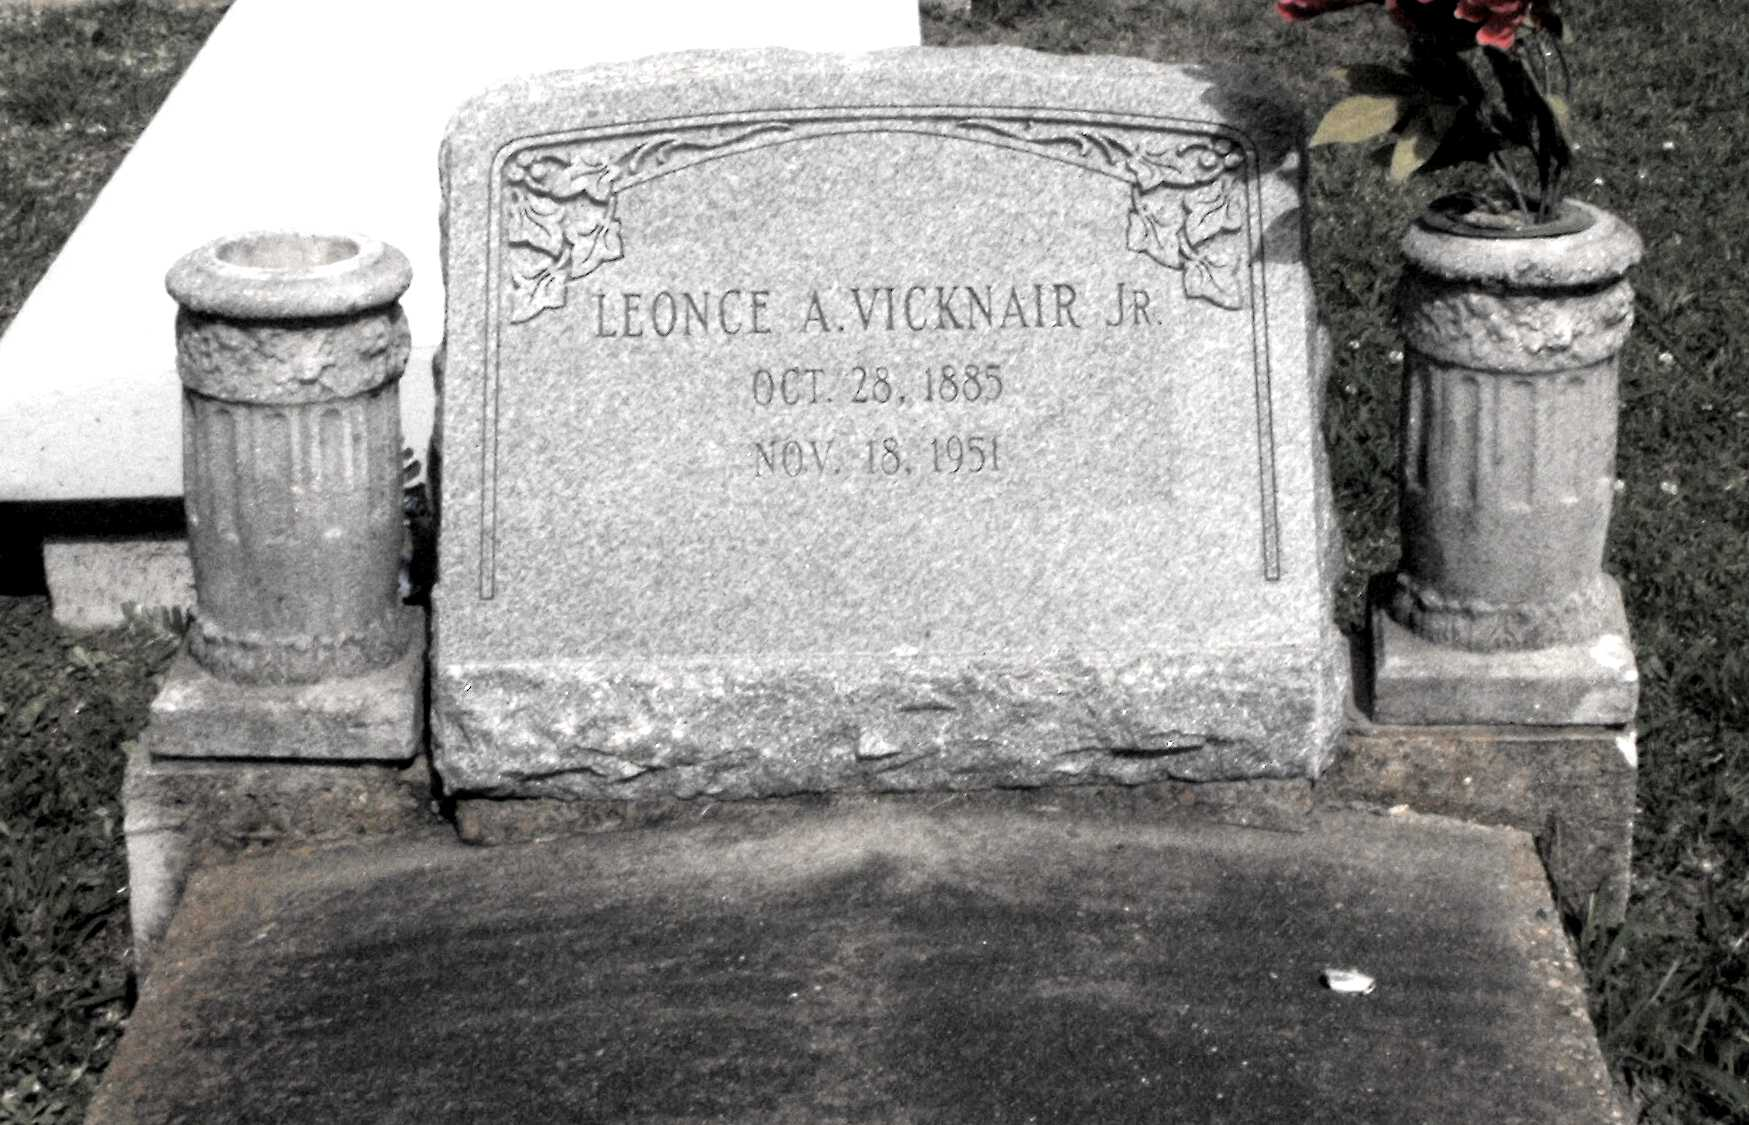 LEONCE A. VICKNAIR JR.
OCT. 28, 1885
NOV. 18, 1951